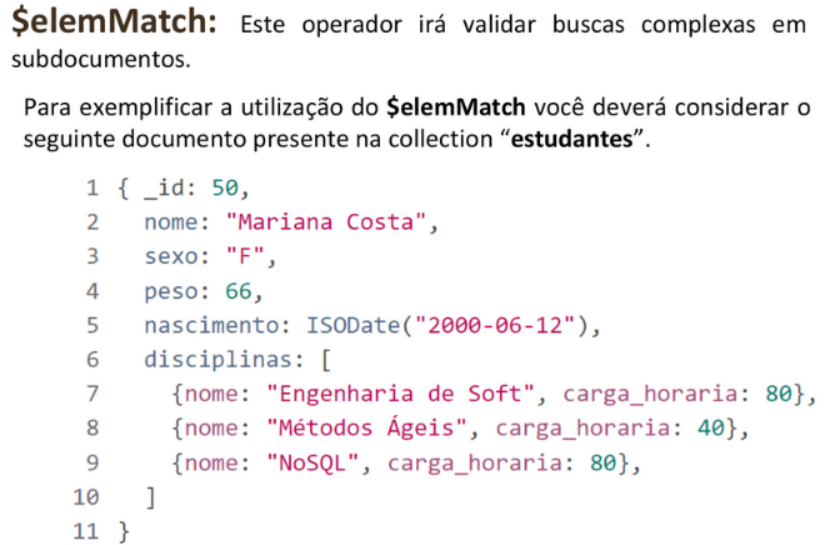 $elemMatch: Este operador irá validar buscas complexas em
subdocumentos.
Para exemplificar a utilização do $elemMatch você deverá considerar o
seguinte documento presente na collection “estudantes”.
1 { _id: 50,
2 nome: "Mariana Costa",
3 sexo: "F",
4 peso: 66,
5 nascimento: ISODate("2000-06-12"),
6 disciplinas: [
7 {nome: "Engenharia de Soft", carga_horaria: 80},
8 {nome: "Métodos Ágeis", carga_horaria: 40},
9 {nome: "NoSQL", carga_horaria: 80},
10 ]
11 }